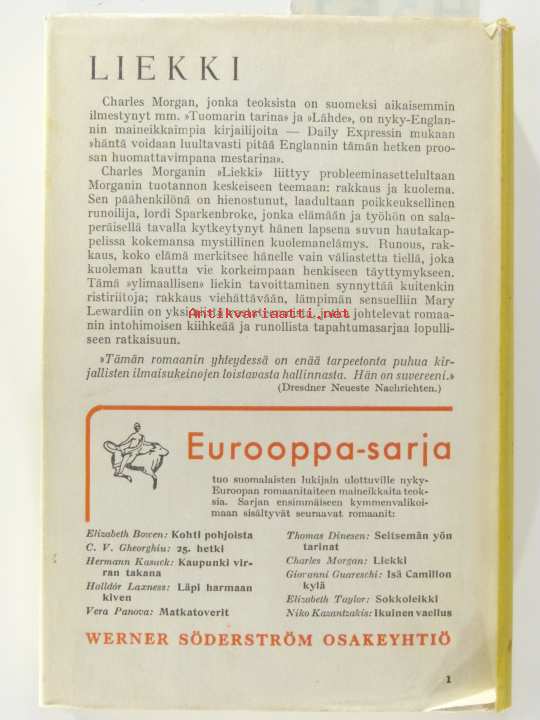 LIEKKI
Charles Morgan, jonka teoksista on suomeksi aikaisemmin
ilmestynyt mm. »Tuomarin tarina» ja »Lähde», on nyky-Englan-
nin maineikkaimpia kirjailijoita — Daily Expressin mukaan
»häntä voidaan luultavasti pitää Englannin tämän hetken proo-
san huomattavimpana mestarina».
Charles Morganin »Liekki» liittyy probleeminasettelultaan
Morganin tuotannon keskeiseen teemaan: rakkaus ja kuolema.
Sen päähenkilönä on hienostunut, laadultaan poikkeuksellinen
runoilija, lordi Sparkenbroke, jonka elämään ja työhön on sala-
peräisellä tavalla kytkeytynyt hänen lapsena suvun hautakap-
pelissa kokemansa mystillinen kuolemanelämys. Runous, rak-
kaus, koko elämä merkitsee hänelle vain väliastetta tiellä, joka
kuoleman kautta vie korkeimpaan henkiseen täyttymykseen.
Tämä »ylimaallisen» liekin tavoittaminen synnyttää kuitenkin
ristiriitoja; rakkaus viehättävään, lämpimän sensuelliin Mary
Lewardiin on yksi
Antikvariaatti.net
joka johtelevat romaa-
nin intohimoisen kiihkeää ja runollista tapahtumasarjaa lopulli-
seen ratkaisuun.
»Tämän romaanin yhteydessä on enää tarpeetonta puhua kir-
jallisten ilmaisukeinojen loistavasta hallinnasta. Hän on suvereeni.»
(Dresdner Neueste Nachrichten.)
Eurooppa-sarja
tuo suomalaisten lukijain ulottuville nyky-
Euroopan romaanitaiteen maineikkaita teok-
sia. Sarjan ensimmäiseen kymmenvalikoi-
maan sisältyvät seuraavat romaanit:
Elizabeth Bowen: Kohti pohjoista
C. V. Gheorghiu: 25. hetki
Hermann Kasack: Kaupunki vir-
ran takana
Halldór Laxness: Läpi harmaan
kiven
Vera Panova: Matkatoverit
Thomas Dinesen: Seitsemän yön
tarinat
Charles Morgan: Liekki
Giovanni Guareschi: Isä Camillon
kylä
Elizabeth Taylor: Sokkoleikki
Niko Kazantzakis: Ikuinen vaellus
WERNER SÖDERSTRÖM OSAKEYHTIÖ
1